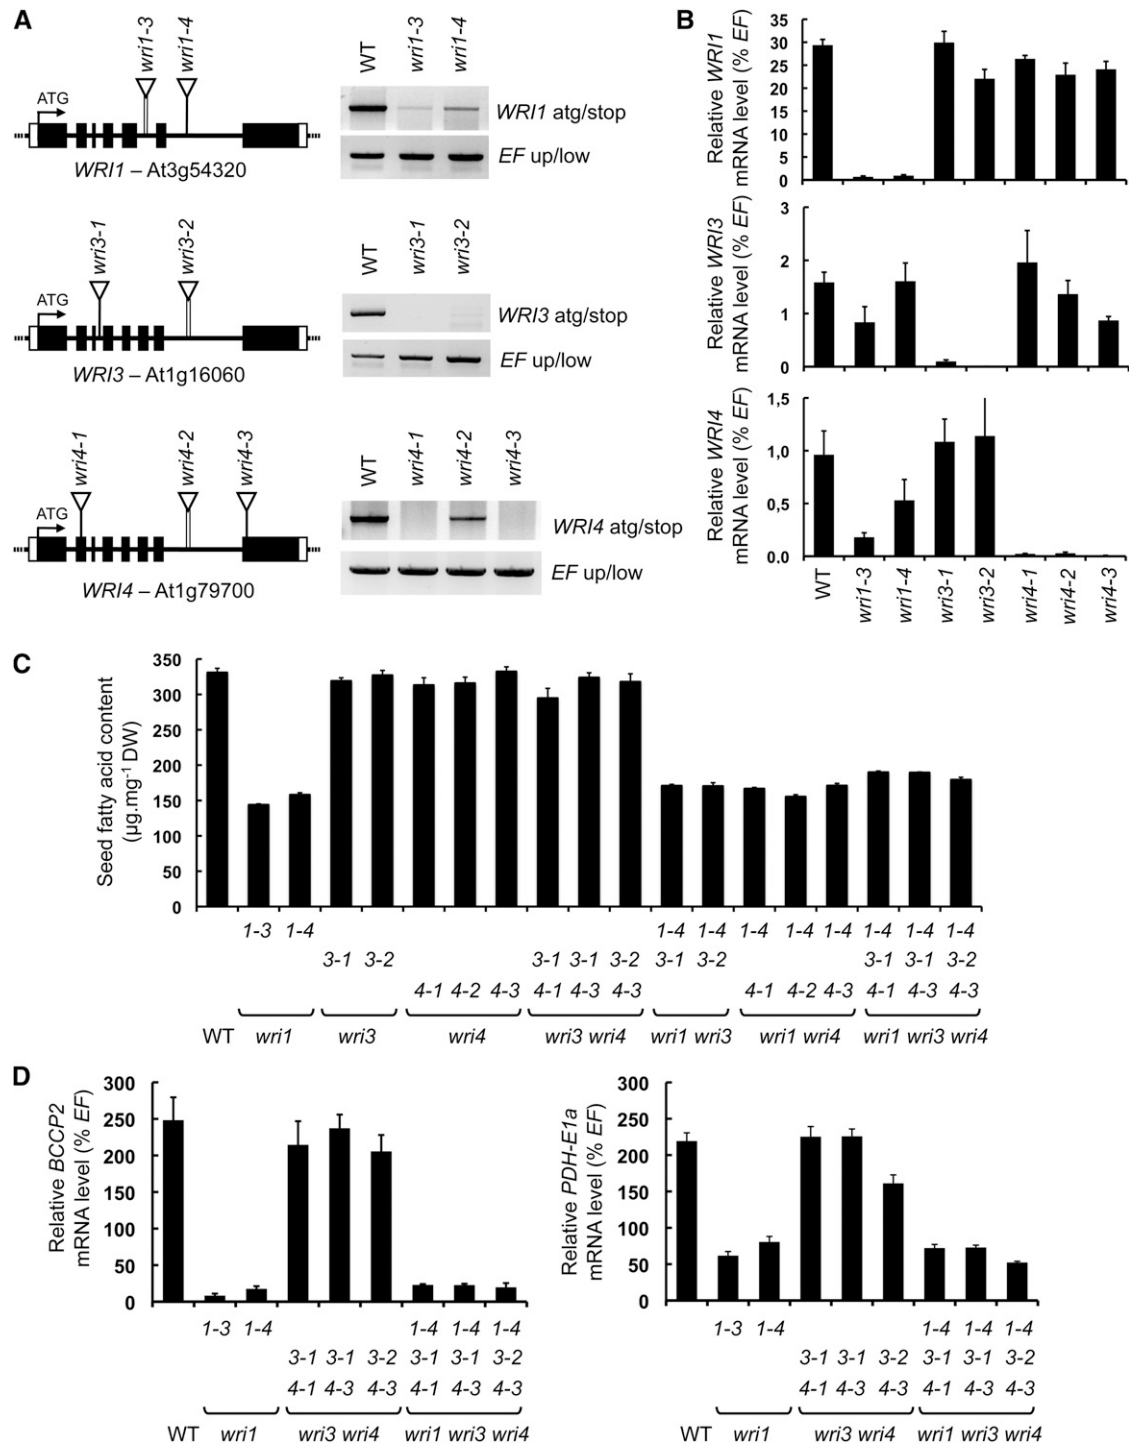 A
wri1-3
wri1-4
ATG
WRI1 – At3g54320
WT
wri1-3
wri1-4
WRI1 atg/stop
EF up/low
wri3-1
wri3-2
ATG
WRI3 – At1g16060
WT
wri3-1
wri3-2
WRI3 atg/stop
EF up/low
wri4-1
wri4-2
wri4-3
ATG
WRI4 – At1g79700
WT
wri4-1
wri4-2
wri4-3
WRI4 atg/stop
EF up/low
B
Relative WRI1
mRNA level (% EF)
35
30
25
20
15
10
5
0
Relative WRI3
mRNA level (% EF)
3
2
1
0
Relative WRI4
mRNA level (% EF)
1,5
1,0
0,5
0.0
WT
wri1-3
wri1-4
wri3-1
wri3-2
wri4-1
wri4-2
wri4-3
C
Seed fatty acid content
(µg.mg⁻¹ DW)
350
300
250
200
150
100
50
0
1-3 1-4 1-4 1-4 1-4 1-4 1-4 1-4 1-4 1-4
3-1 3-2 3-1 3-1 3-2 3-1 3-2 3-1 3-1 3-2
4-1 4-2 4-3 4-1 4-3 4-3 4-1 4-2 4-3 4-1 4-3 4-3
WT wri1 wri3 wri4 wri3 wri4 wri1 wri3 wri1 wri4 wri1 wri3 wri4
D
Relative BCCP2
mRNA level (% EF)
300
250
200
150
100
50
0
1-3 1-4 1-4 1-4 1-4
3-1 3-1 3-2 3-1 3-1 3-2
4-1 4-3 4-3 4-1 4-3 4-3
WT wri1 wri3 wri4 wri1 wri3 wri4
Relative PDH-E1a
mRNA level (% EF)
300
250
200
150
100
50
0
1-3 1-4 1-4 1-4 1-4
3-1 3-1 3-2 3-1 3-1 3-2
4-1 4-3 4-3 4-1 4-3 4-3
WT wri1 wri3 wri4 wri1 wri3 wri4